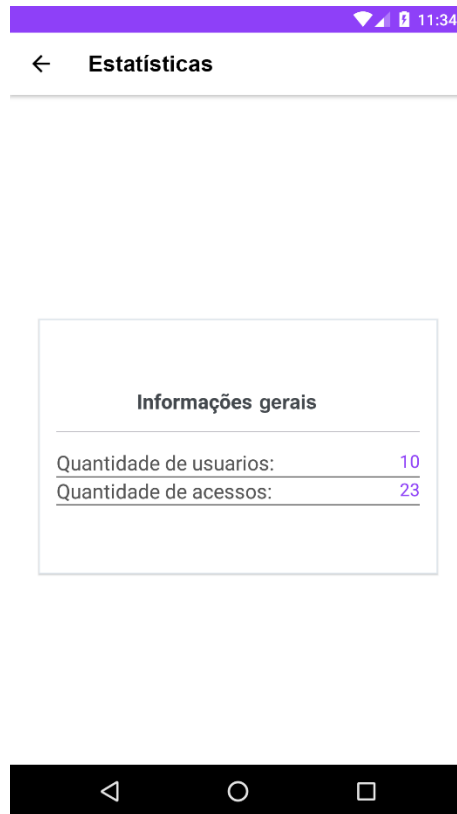 11:34
Estatísticas
Informações gerais
Quantidade de usuarios: 10
Quantidade de acessos: 23